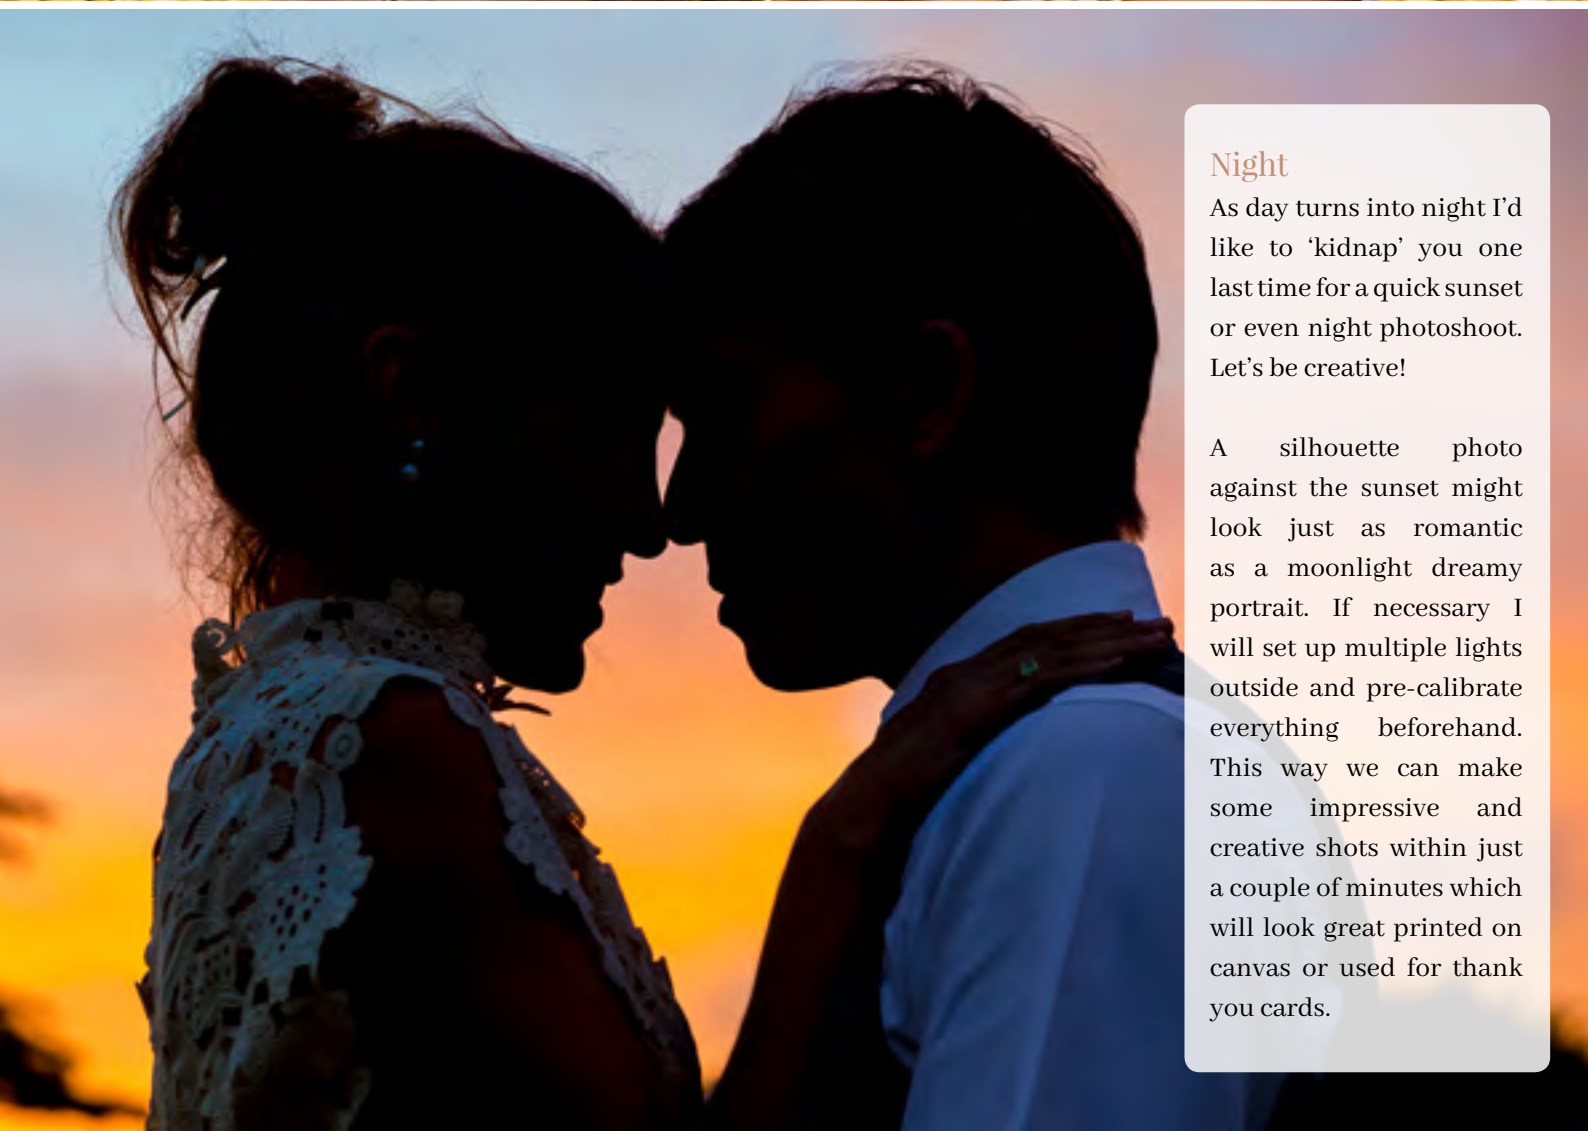 Night
As day turns into night I’d
like to ‘kidnap’ you one
last time for a quick sunset
or even night photoshoot.
Let’s be creative!
A silhouette photo
against the sunset might
look just as romantic
as a moonlight dreamy
portrait. If necessary I
will set up multiple lights
outside and pre-calibrate
everything beforehand.
This way we can make
some impressive and
creative shots within just
a couple of minutes which
will look great printed on
canvas or used for thank
you cards.